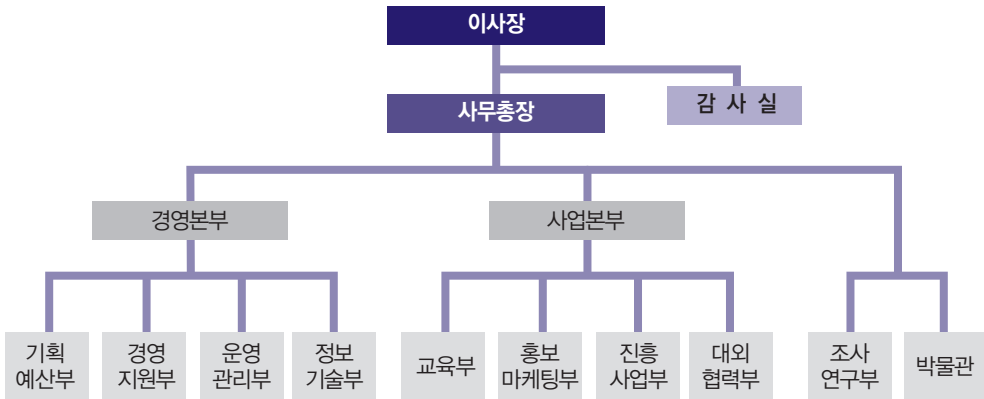 이사장
감 사 실
사무총장
경영본부
사업본부
기획
예산부
경영
지원부
운영
관리부
정보
기술부
교육부
홍보
마케팅부
진흥
사업부
대외
협력부
조사
연구부
박물관